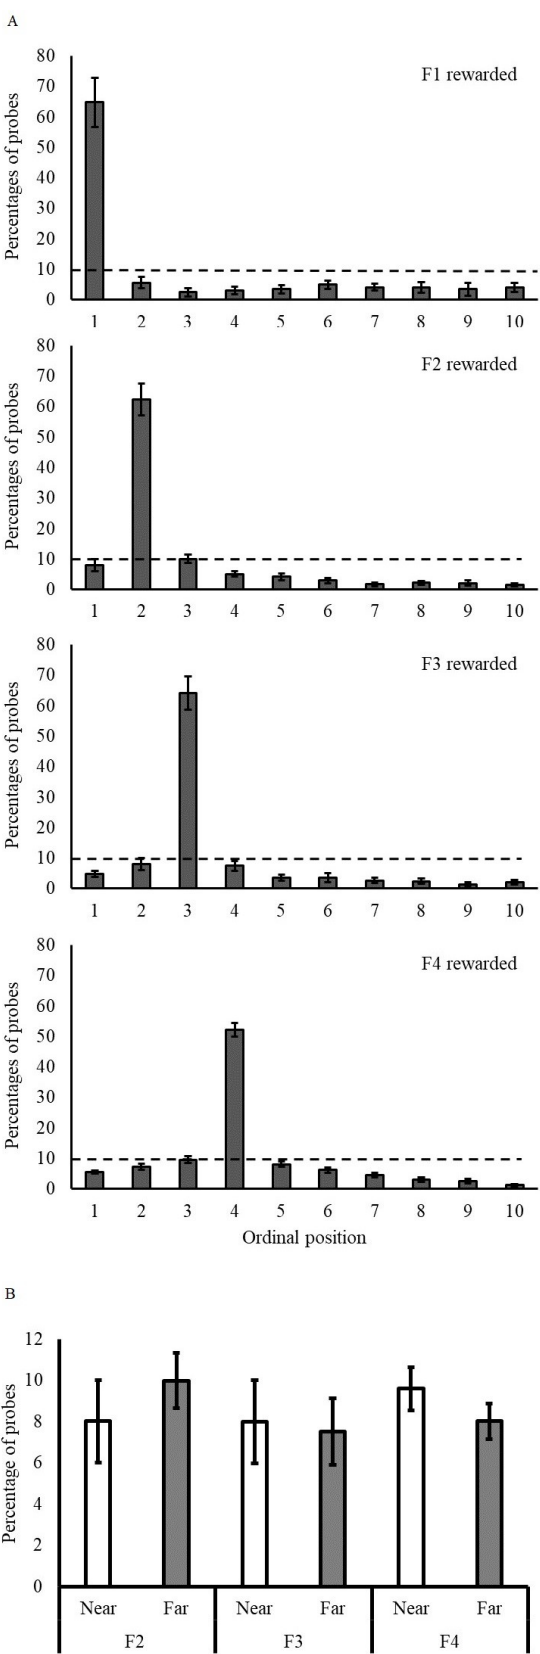 A
Percentages of probes
F1 rewarded
80
70
60
50
40
30
20
10
0
1 2 3 4 5 6 7 8 9 10
Percentages of probes
F2 rewarded
80
70
60
50
40
30
20
10
0
1 2 3 4 5 6 7 8 9 10
Percentages of probes
F3 rewarded
80
70
60
50
40
30
20
10
0
1 2 3 4 5 6 7 8 9 10
Percentages of probes
F4 rewarded
80
70
60
50
40
30
20
10
0
1 2 3 4 5 6 7 8 9 10
Ordinal position
B
Percentage of probes
12
10
8
6
4
2
0
Near Far Near Far Near Far
F2 F3 F4